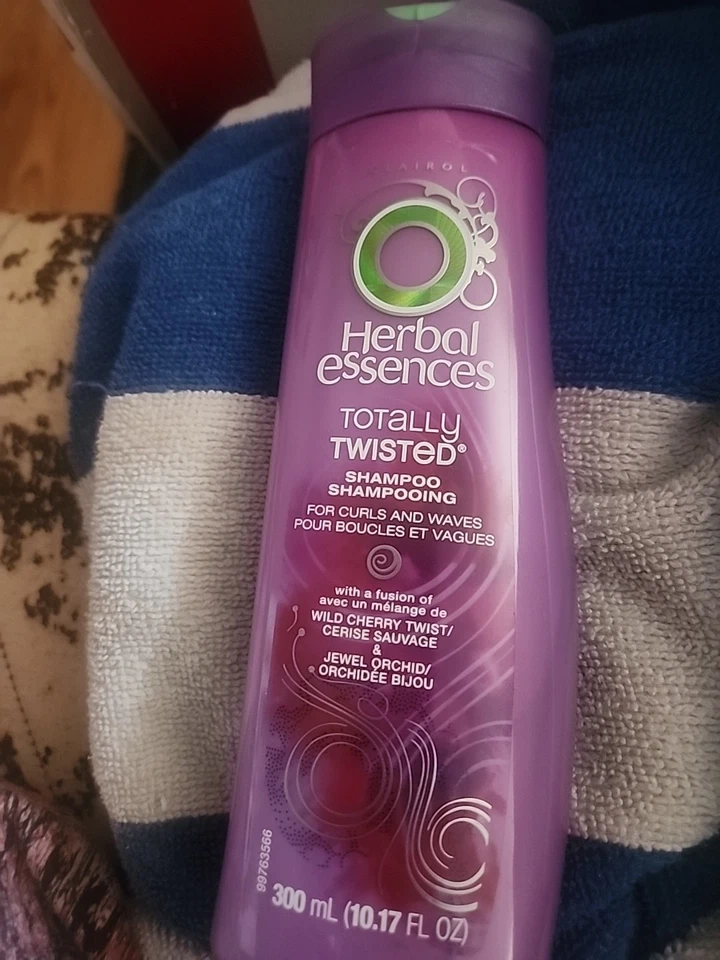 CLAIROL
Herbal
essences
TOTaLLy
TWISTeD®
SHAMPOO
SHAMPOOING
FOR CURLS AND WAVES
POUR BOUCLES ET VAGUES
with a fusion of
avec un mélange de
WILD CHERRY TWIST/
CERISE SAUVAGE
&
JEWEL ORCHID/
ORCHIDÉE BIJOU
99763566
300 mL (10.17 FL OZ)